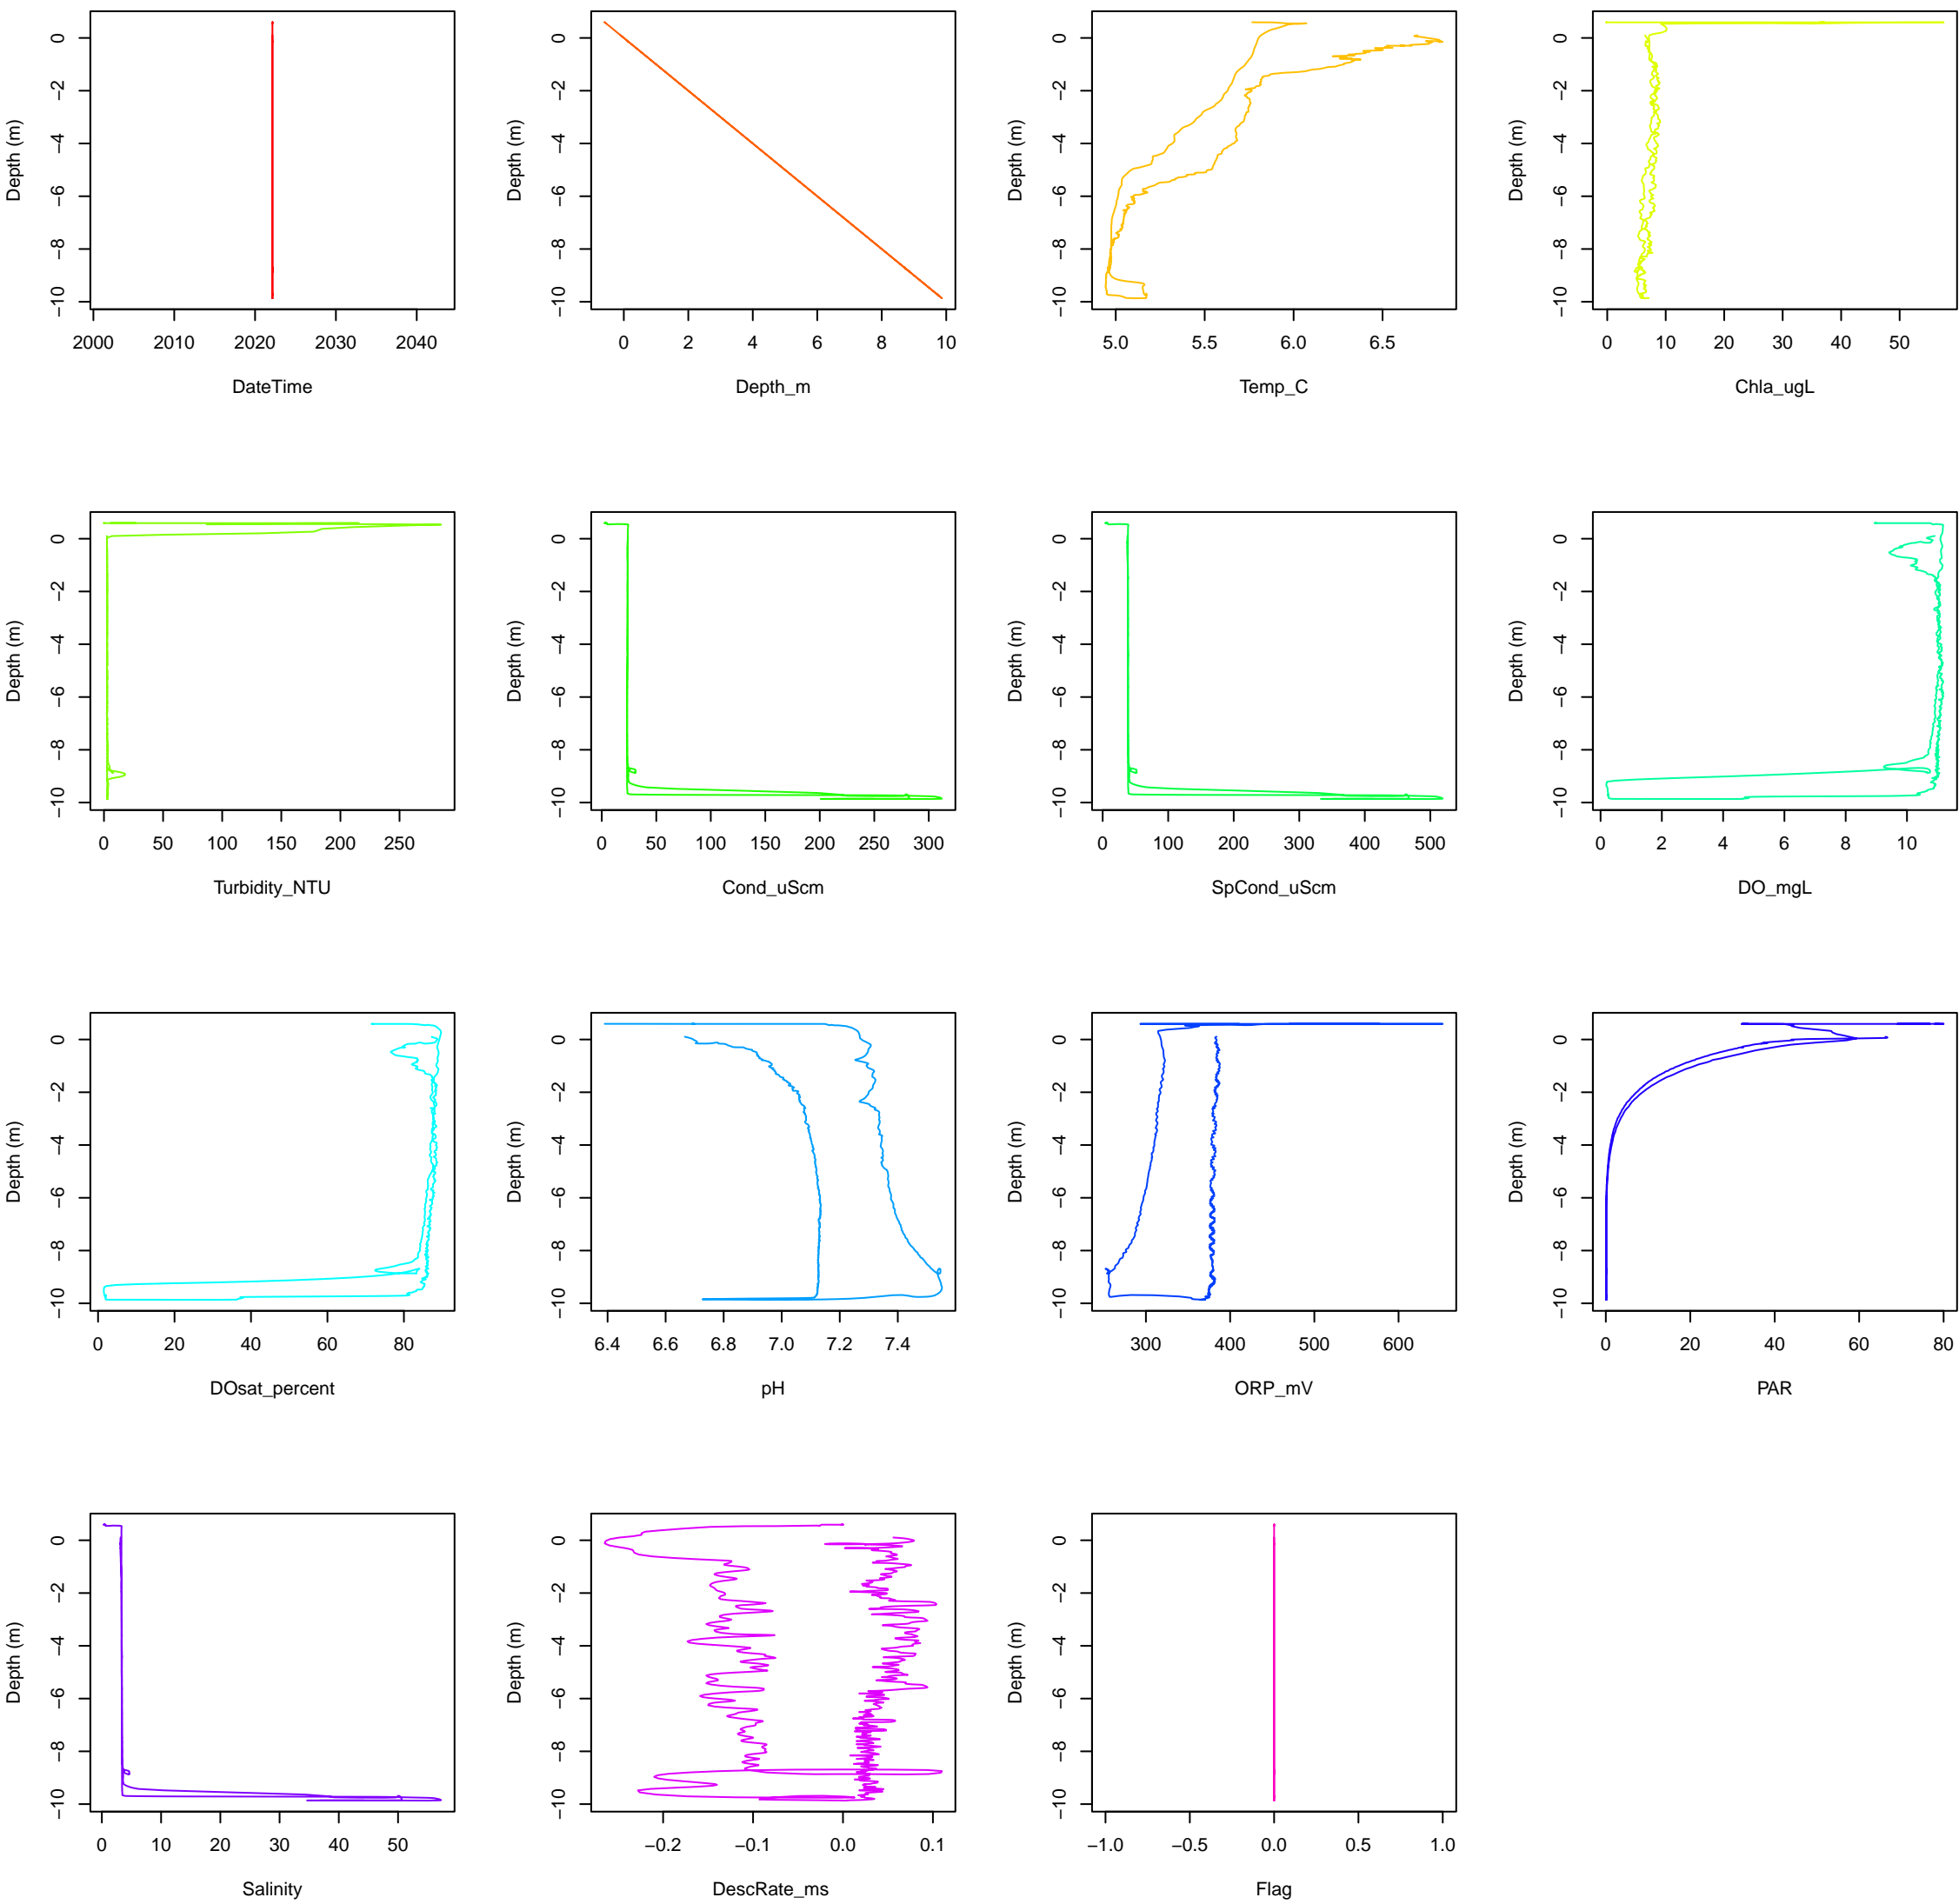 Depth (m) Depth (m) Depth (m) Depth (m)
0 −2 −4 −6 −8 −10 0 −2 −4 −6 −8 −10 0 −2 −4 −6 −8 −10 0 −2 −4 −6 −8 −10
2000 2010 2020 2030 2040 0 2 4 6 8 10 5.0 5.5 6.0 6.5 0 10 20 30 40 50
DateTime Depth_m Temp_C Chla_ugL
Depth (m) Depth (m) Depth (m) Depth (m)
0 −2 −4 −6 −8 −10 0 −2 −4 −6 −8 −10 0 −2 −4 −6 −8 −10 0 −2 −4 −6 −8 −10
0 50 100 150 200 250 0 50 100 150 200 250 300 0 100 200 300 400 500 0 2 4 6 8 10
Turbidity_NTU Cond_uScm SpCond_uScm DO_mgL
Depth (m) Depth (m) Depth (m) Depth (m)
0 −2 −4 −6 −8 −10 0 −2 −4 −6 −8 −10 0 −2 −4 −6 −8 −10 0 −2 −4 −6 −8 −10
0 20 40 60 80 6.4 6.6 6.8 7.0 7.2 7.4 300 400 500 600 0 20 40 60 80
DOsat_percent pH ORP_mV PAR
Depth (m) Depth (m) Depth (m)
0 −2 −4 −6 −8 −10 0 −2 −4 −6 −8 −10 0 −2 −4 −6 −8 −10
0 10 20 30 40 50 −0.2 −0.1 0.0 0.1 −1.0 −0.5 0.0 0.5 1.0
Salinity DescRate_ms Flag